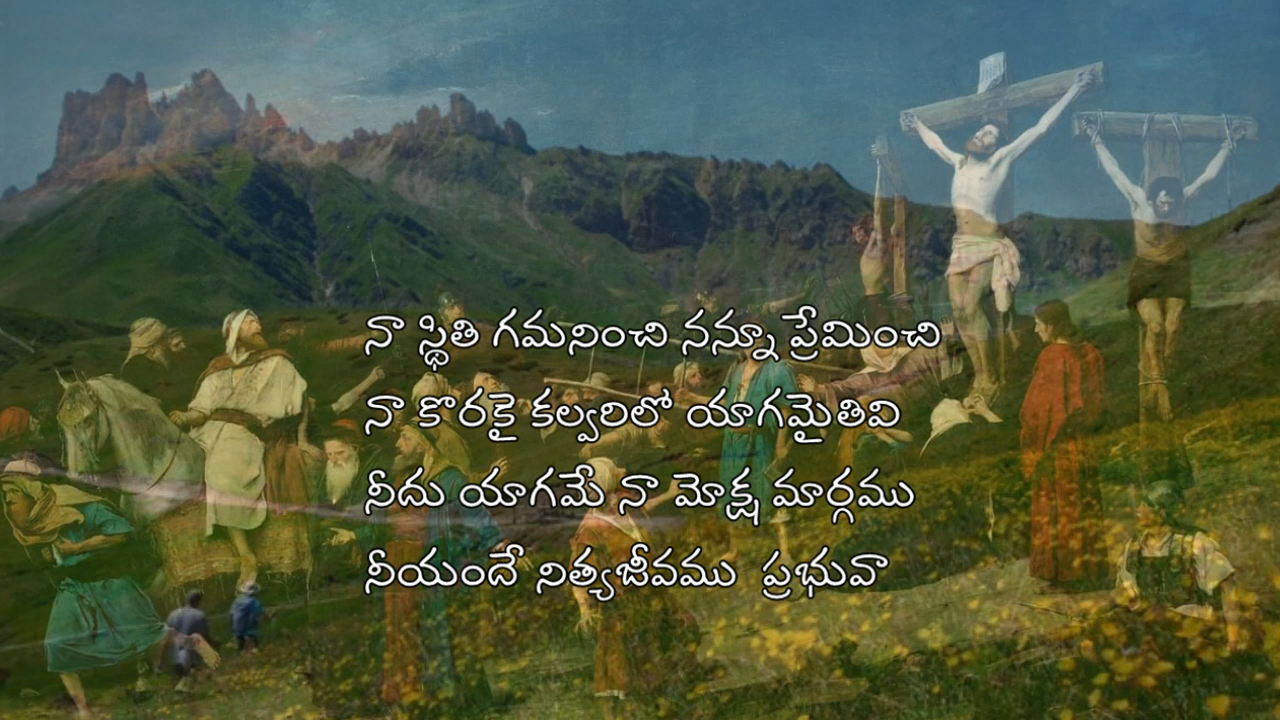 నా స్థితి గమనించి నన్నూ ప్రేమించి
నా కొరకై కల్వరిలో యాగమైతివి
నీదు యాగమే నా మోక్ష మార్గము
నీయందే నిత్యజీవము ప్రభువా